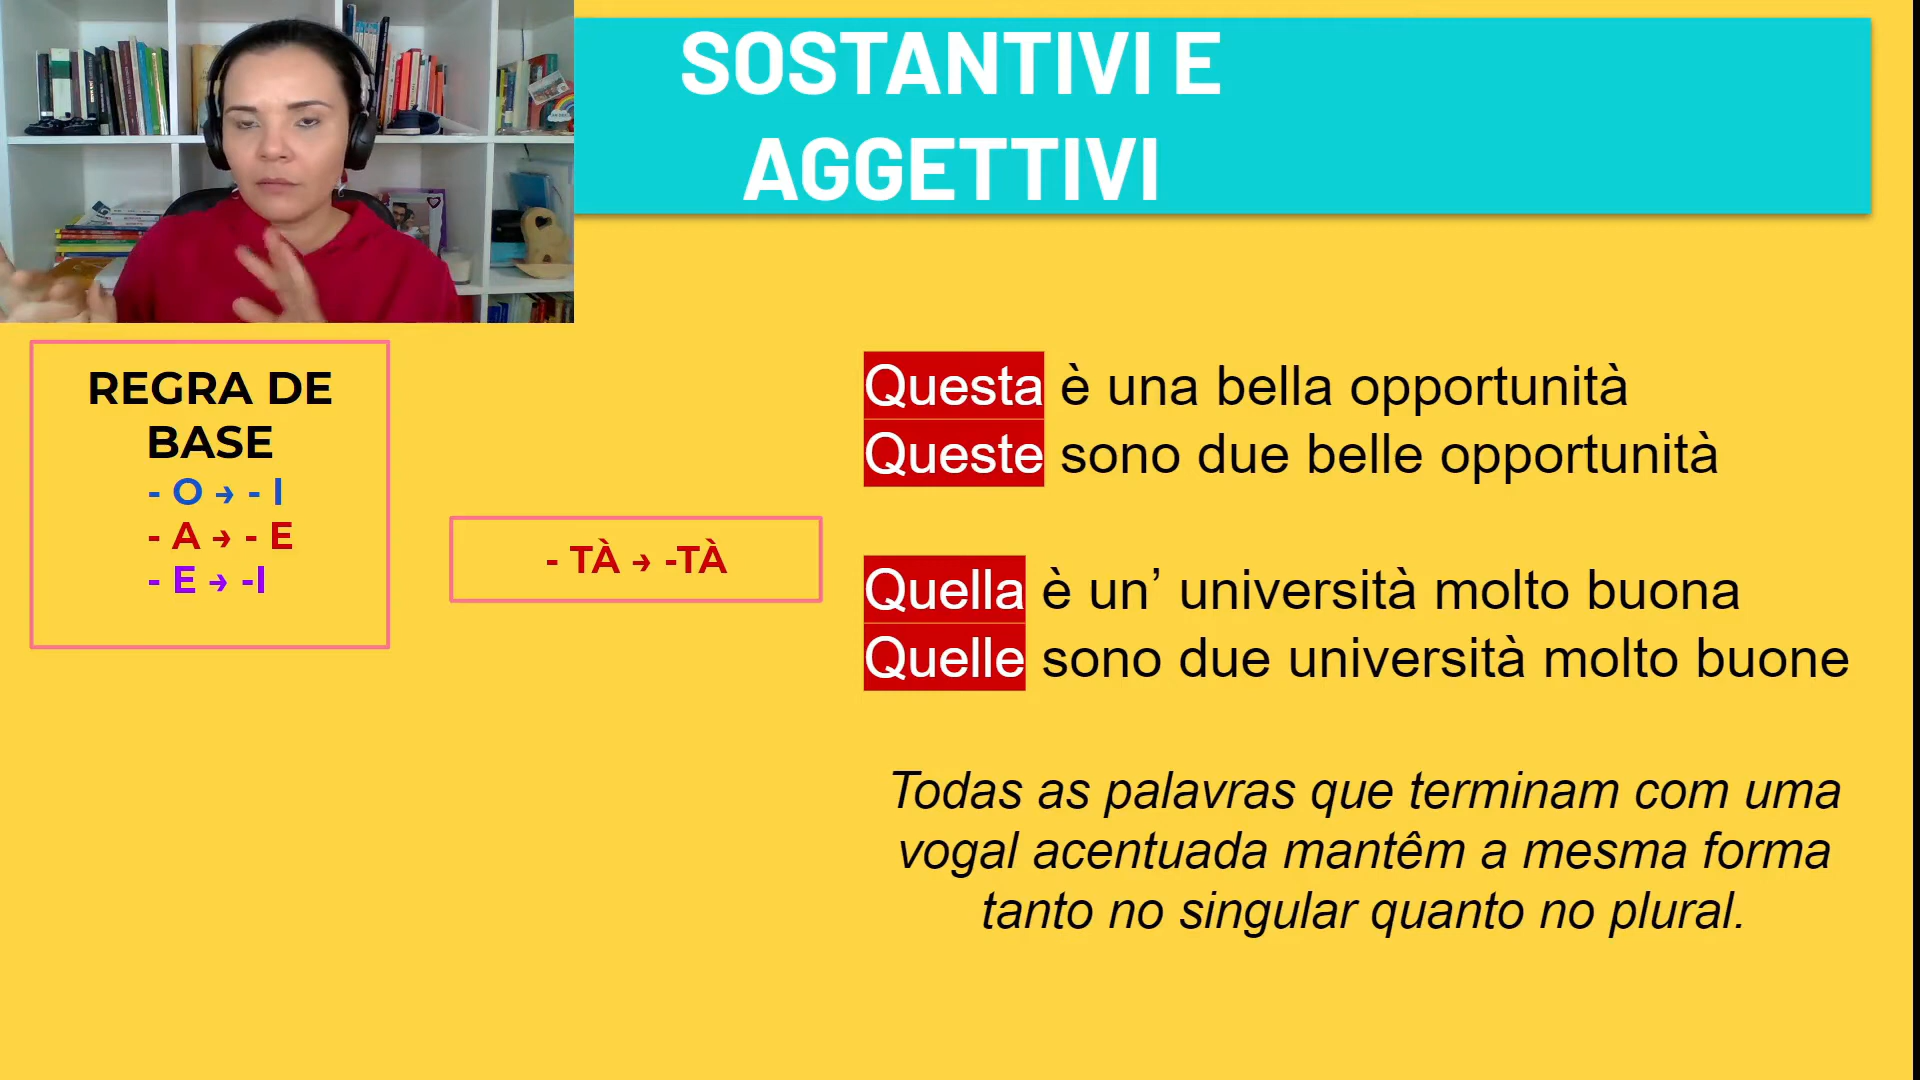 SOSTANTIVI E
AGGETTIVI
REGRA DE
BASE
- O → - I
- A → - E
- E → -I
- TÀ → -TÀ
Questa è una bella opportunità
Queste sono due belle opportunità
Quella è un’ università molto buona
Quelle sono due università molto buone
Todas as palavras que terminam com uma
vogal acentuada mantêm a mesma forma
tanto no singular quanto no plural.